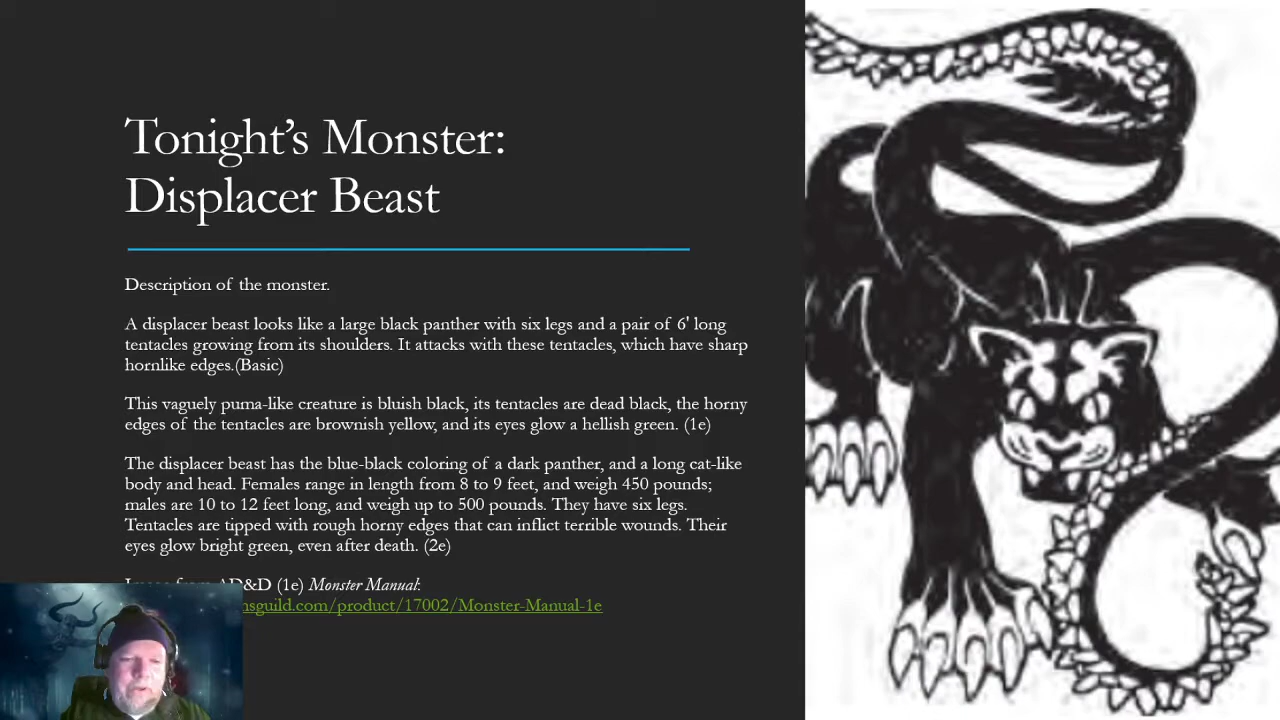 Tonight’s Monster:
Displacer Beast
Description of the monster.
A displacer beast looks like a large black panther with six legs and a pair of 6' long
tentacles growing from its shoulders. It attacks with these tentacles, which have sharp
hornlike edges.(Basic)
This vaguely puma-like creature is bluish black, its tentacles are dead black, the horny
edges of the tentacles are brownish yellow, and its eyes glow a hellish green. (1e)
The displacer beast has the blue-black coloring of a dark panther, and a long cat-like
body and head. Females range in length from 8 to 9 feet, and weigh 450 pounds;
males are 10 to 12 feet long, and weigh up to 500 pounds. They have six legs.
Tentacles are tipped with rough horny edges that can inflict terrible wounds. Their
eyes glow bright green, even after death. (2e)
Image from AD&D (1e) Monster Manual:
nsguild.com/product/17002/Monster-Manual-1e